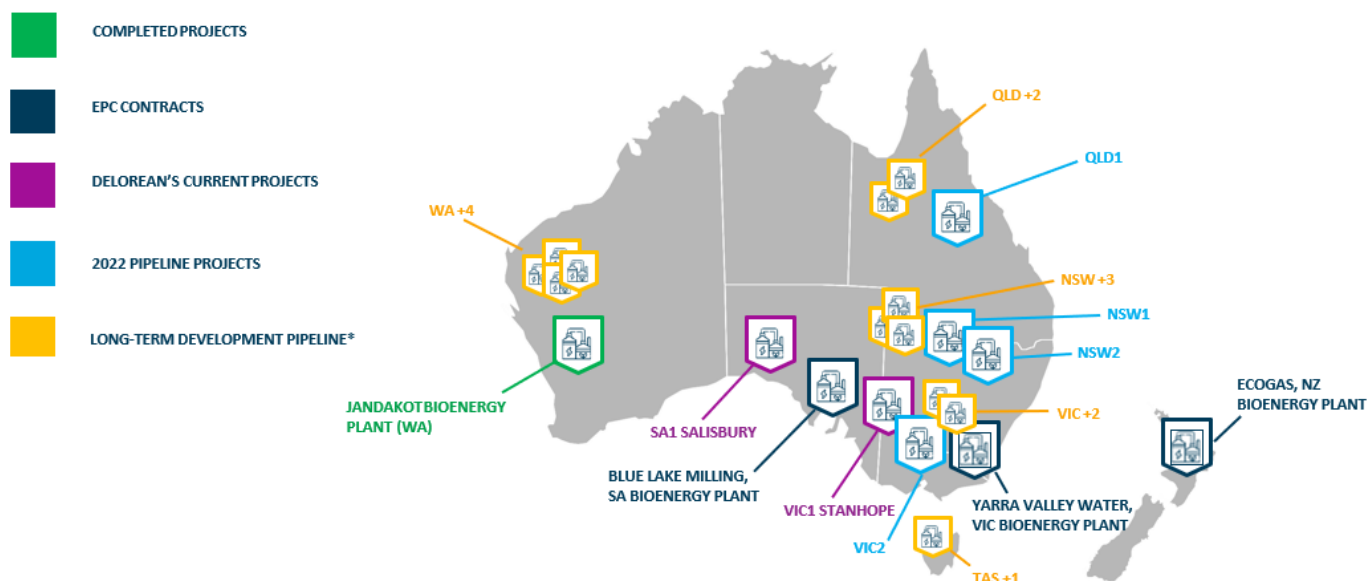 COMPLETED PROJECTS
EPC CONTRACTS
DELOREAN'S CURRENT PROJECTS
2022 PIPELINE PROJECTS
LONG-TERM DEVELOPMENT PIPELINE*
QLD +2
QLD1
WA +4
NSW +3
NSW1
NSW2
JANDAKOT BIOENERGY
PLANT (WA)
SA1 SALISBURY
BLUE LAKE MILLING,
SA BIOENERGY PLANT
VIC1 STANHOPE
VIC2
VIC +2
YARRA VALLEY WATER,
VIC BIOENERGY PLANT
ECOGAS, NZ
BIOENERGY PLANT
TAS +1